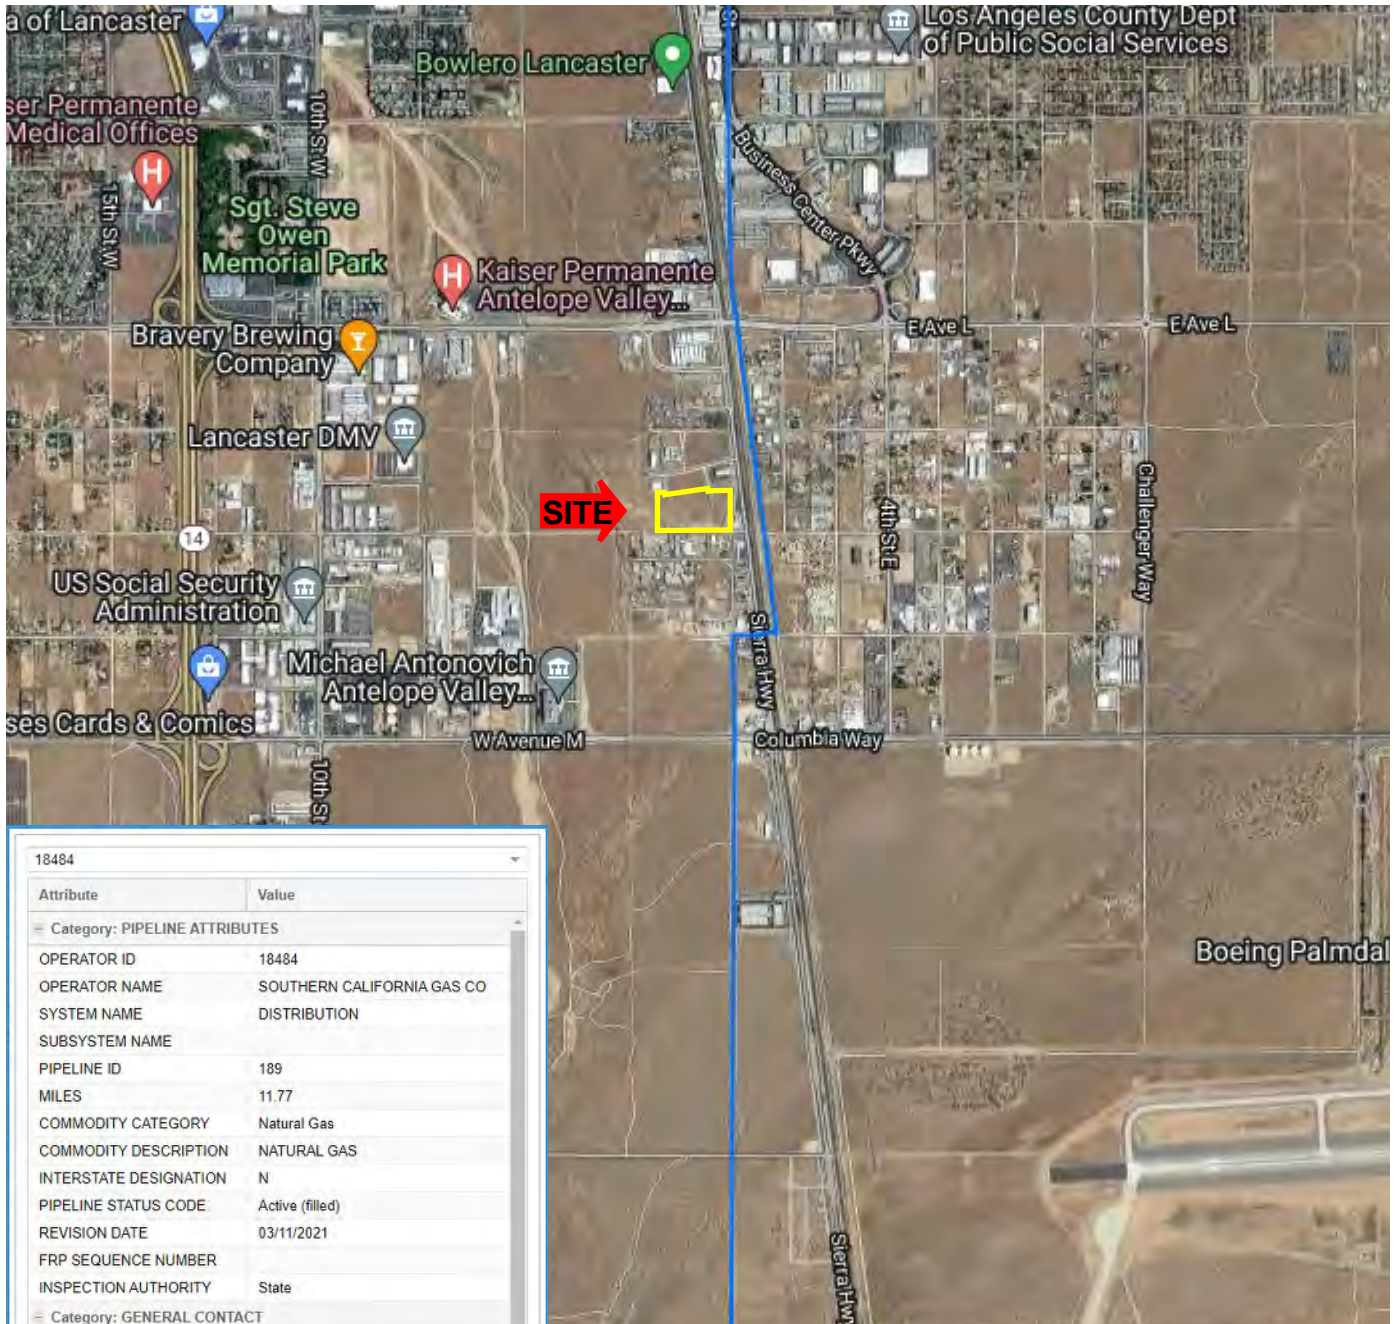 a of Lancaster
Los Angeles County Dept
of Public Social Services
Bowlero Lancaster
ser Permanente
Medical Offices
10th St W
Business Center Pkwy
15th St W
Sgt. Steve
Owen
Memorial Park
Kaiser Permanente
Antelope Valley...
E Ave L
E Ave L
Bravery Brewing
Company
Lancaster DMV
SITE
4th St E
Challenger Way
14
US Social Security
Administration
Sierra Hwy
Michael Antonovich
Antelope Valley...
ses Cards & Comics
W Avenue M
Columbia Way
10th St
Boeing Palmdal
Sierra Hwy
18484
Attribute Value
Category: PIPELINE ATTRIBUTES
OPERATOR ID 18484
OPERATOR NAME SOUTHERN CALIFORNIA GAS CO
SYSTEM NAME DISTRIBUTION
SUBSYSTEM NAME
PIPELINE ID 189
MILES 11.77
COMMODITY CATEGORY Natural Gas
COMMODITY DESCRIPTION NATURAL GAS
INTERSTATE DESIGNATION N
PIPELINE STATUS CODE Active (filled)
REVISION DATE 03/11/2021
FRP SEQUENCE NUMBER
INSPECTION AUTHORITY State
Category: GENERAL CONTACT